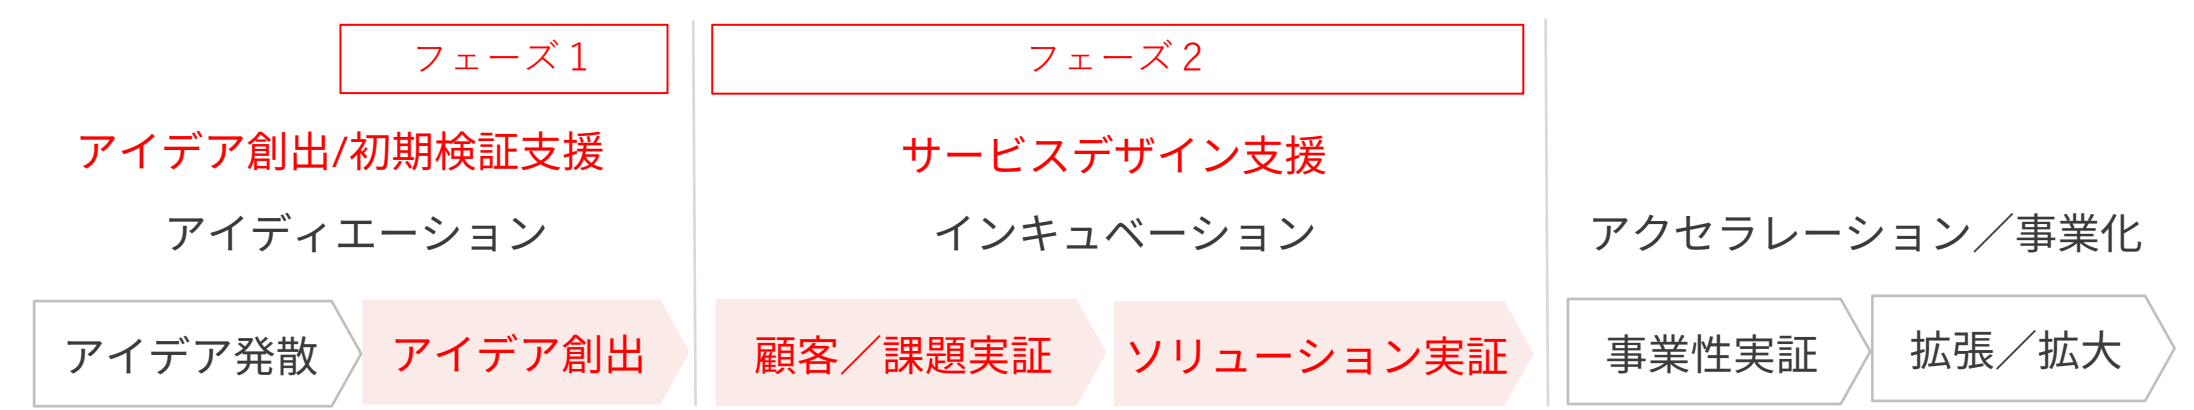 フェーズ１
フェーズ２
アイデア創出/初期検証支援
サービスデザイン支援
アイディエーション
インキュベーション
アクセラレーション／事業化
アイデア発散
アイデア創出
顧客／課題実証
ソリューション実証
事業性実証
拡張／拡大